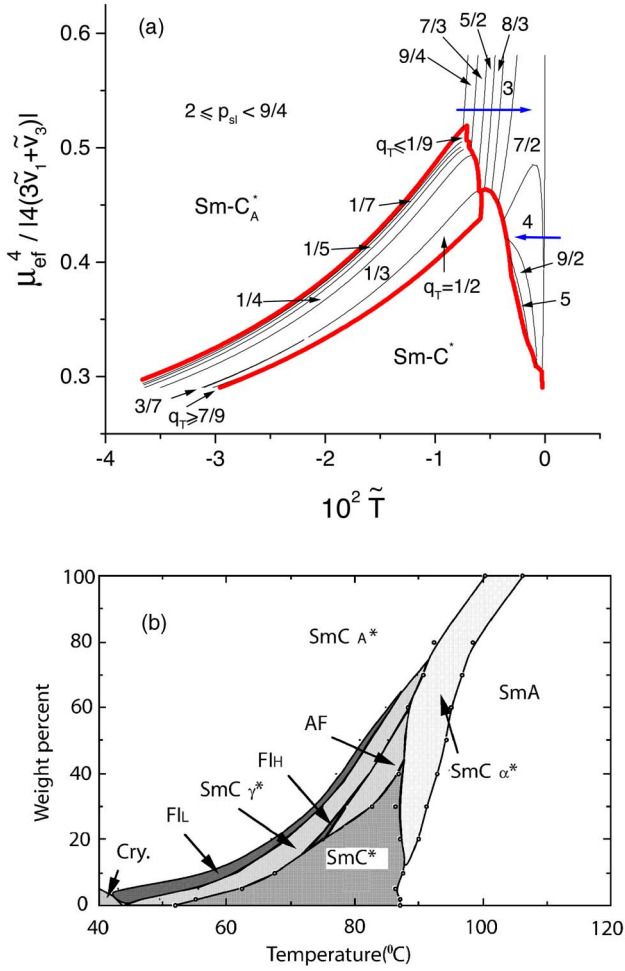 (a)
0.6
0.5
0.4
0.3
μ_ef^4 / |4(3ṽ_1+ṽ_3)|
7/3
5/2
8/3
9/4
2 ⩽ p_sl < 9/4
3
q_T⩽1/9
7/2
Sm-C_A^*
1/7
1/5
4
1/3
9/2
1/4
q_T=1/2
5
Sm-C^*
3/7
q_T⩾7/9
-4
-3
-2
-1
0
10^2 T̃
(b)
100
80
60
40
20
0
Weight percent
SmC A*
SmA
AF
FI_H
SmC γ*
SmC α*
FI_L
Cry.
SmC*
40
60
80
100
120
Temperature(^0C)